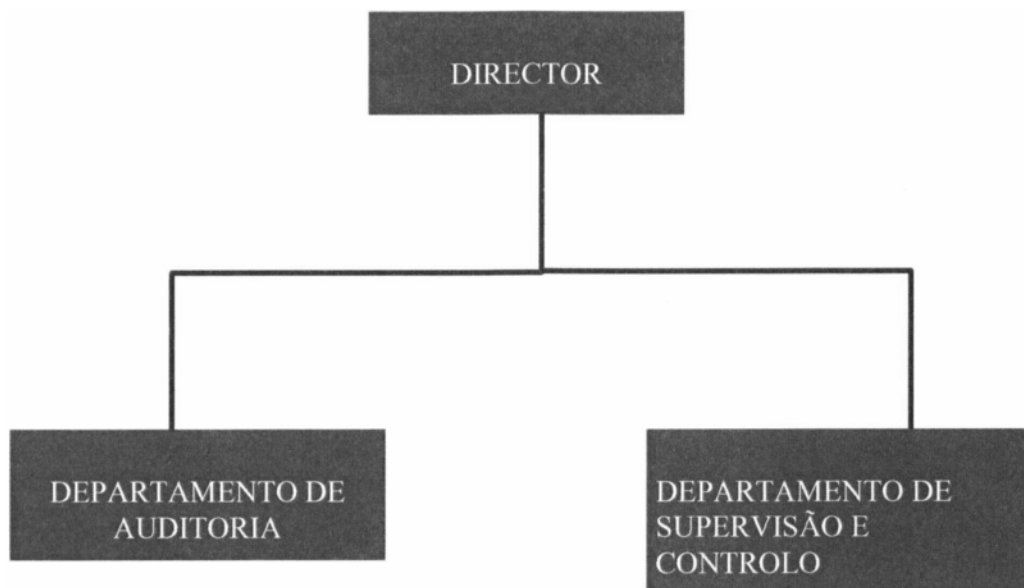 DIRECTOR
DEPARTAMENTO DE
AUDITORIA
DEPARTAMENTO DE
SUPERVISÃO E
CONTROLO